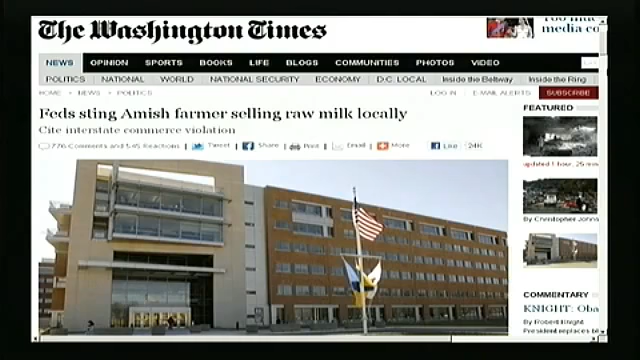 The Washington Times
media co
NEWS OPINION SPORTS BOOKS LIFE BLOGS COMMUNITIES PHOTOS VIDEO
POLITICS NATIONAL WORLD NATIONAL SECURITY ECONOMY D.C. LOCAL Inside the Beltway Inside the Ring
HOME NEWS POLITICS LOG IN E-MAIL ALERTS SUBSCRIBE
Feds sting Amish farmer selling raw milk locally
Cite interstate commerce violation
Comments and 545 Reactions Tweet Share Print Email More Like 24K
FEATURED
updated 1 hour, 25 min
By Christopher Johns
COMMENTARY
KNIGHT: Oba
By Robert Knight
President replaces bl